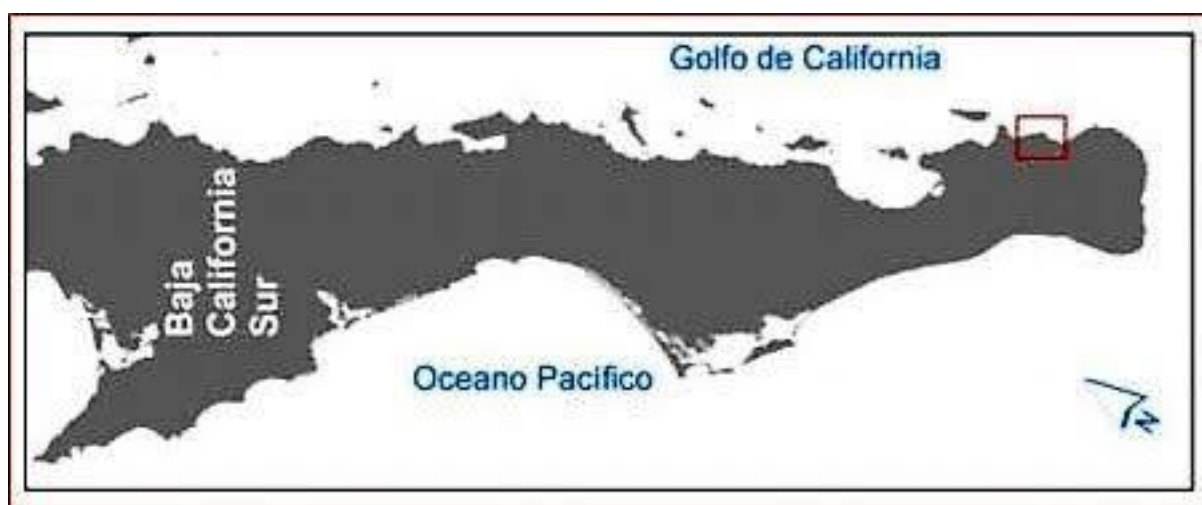 Golfo de California
Baja
California
Sur
Oceano Pacifico
N